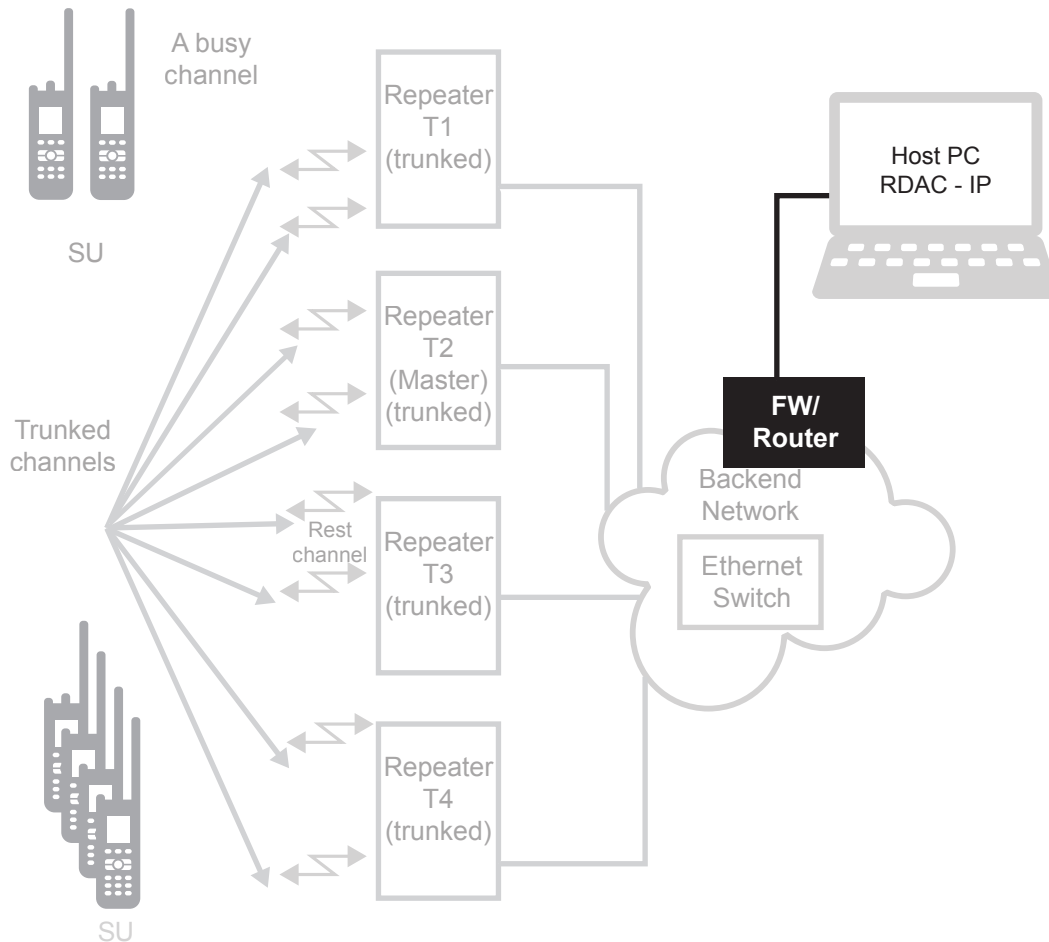 A busy
channel
SU
Trunked
channels
SU
Repeater
T1
(trunked)
Repeater
T2
(Master)
(trunked)
Rest
channel
Repeater
T3
(trunked)
Repeater
T4
(trunked)
Host PC
RDAC - IP
FW/
Router
Backend
Network
Ethernet
Switch